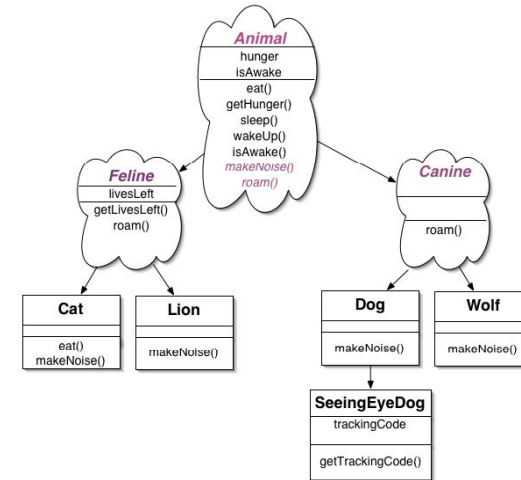 Animal
hunger
isAwake
eat()
getHunger()
sleep()
wakeUp()
isAwake()
makeNoise()
roam()
Feline
livesLeft
getLivesLeft()
roam()
Canine
roam()
Cat
eat()
makeNoise()
Lion
makeNoise()
Dog
makeNoise()
Wolf
makeNoise()
SeeingEyeDog
trackingCode
getTrackingCode()